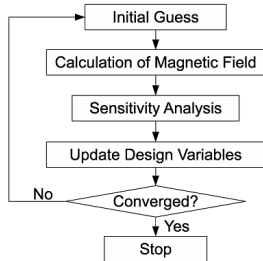 Initial Guess
Calculation of Magnetic Field
Sensitivity Analysis
Update Design Variables
No
Converged?
Yes
Stop